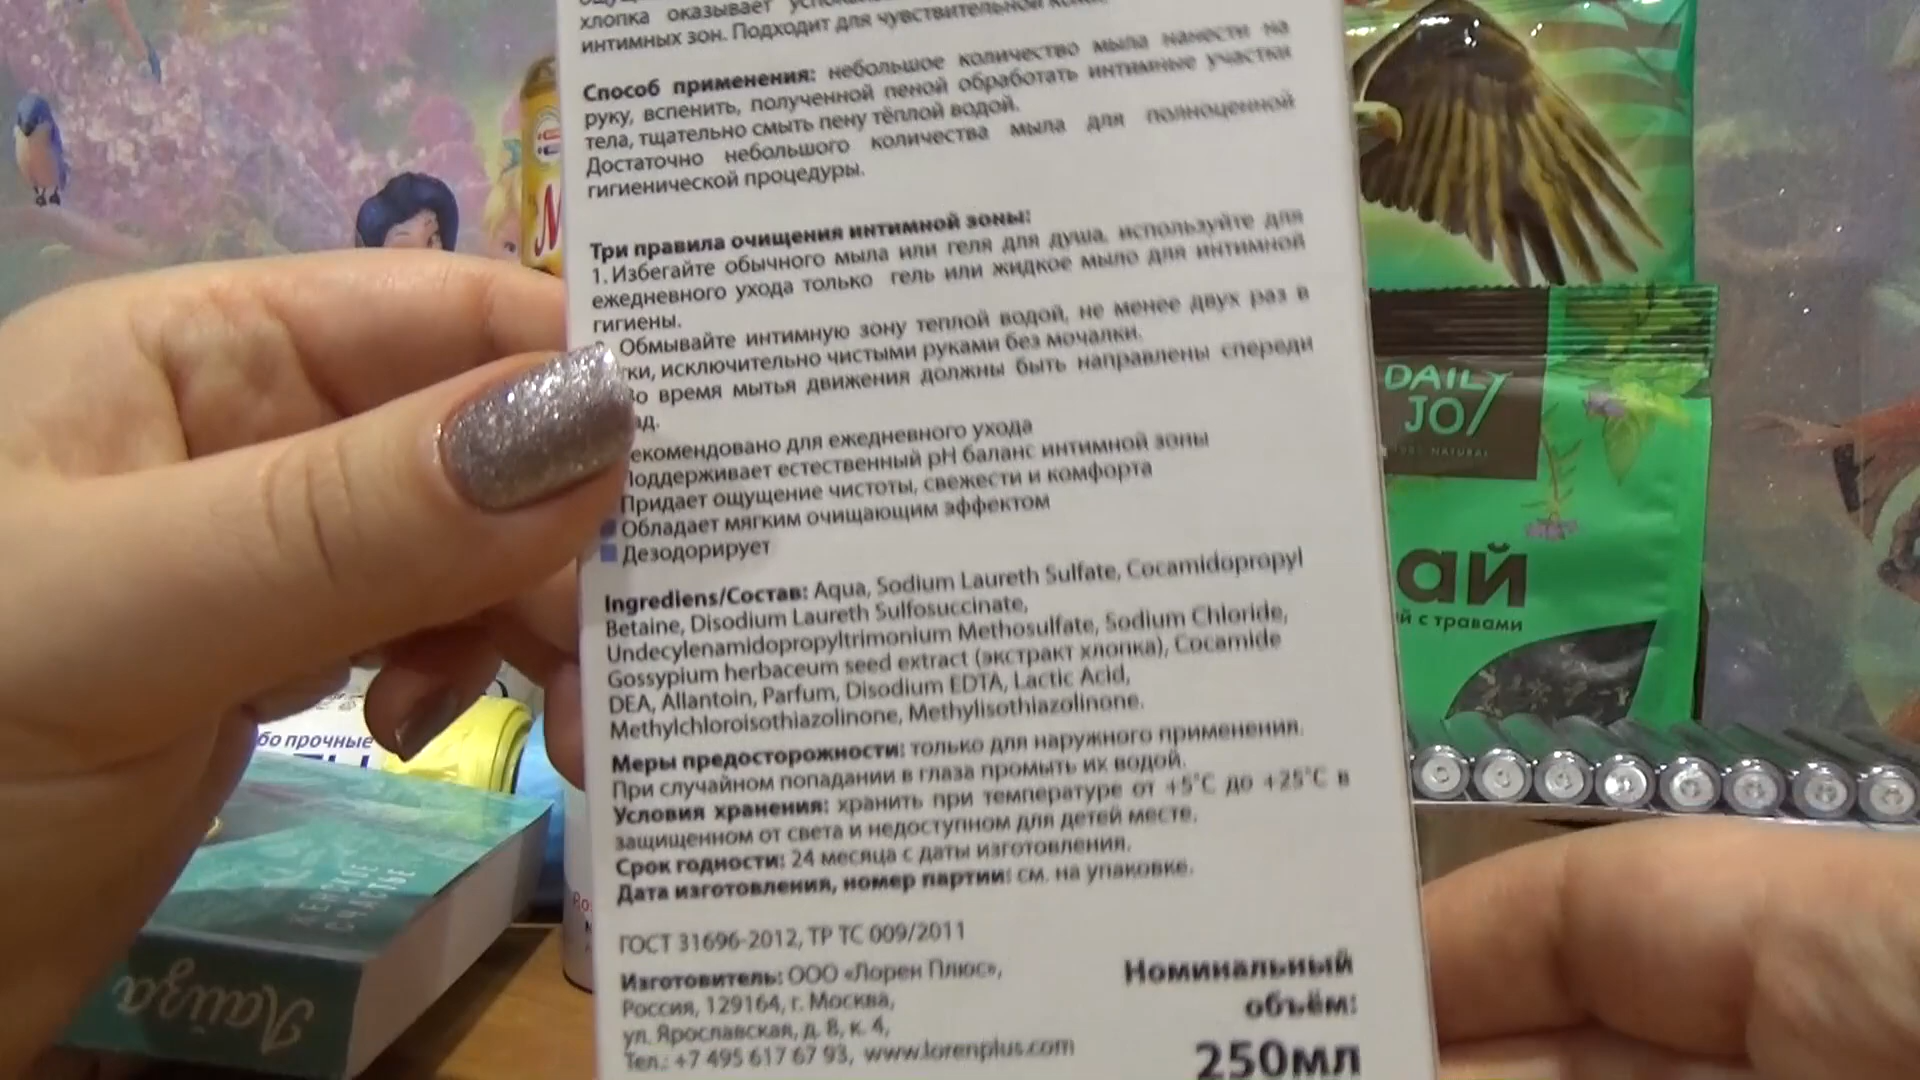 хлопка оказывает
интимных зон. Подходит для чувствительной кожи.
Способ применения: небольшое количество мыла нанести на
руку, вспенить, полученной пеной обработать интимные участки
тела, тщательно смыть пену тёплой водой.
Достаточно небольшого количества мыла для полноценной
гигиенической процедуры.
Три правила очищения интимной зоны:
1. Избегайте обычного мыла или геля для душа, используйте для
ежедневного ухода только гель или жидкое мыло для интимной
гигиены.
Обмывайте интимную зону теплой водой, не менее двух раз в
ки, исключительно чистыми руками без мочалки.
Во время мытья движения должны быть направлены спереди
ад.
екомендовано для ежедневного ухода
Поддерживает естественный pH баланс интимной зоны
Придает ощущение чистоты, свежести и комфорта
Обладает мягким очищающим эффектом
Дезодорирует
Ingrediens/Состав: Aqua, Sodium Laureth Sulfate, Cocamidopropyl
Betaine, Disodium Laureth Sulfosuccinate,
Undecylenamidopropyltrimonium Methosulfate, Sodium Chloride,
Gossypium herbaceum seed extract (экстракт хлопка), Cocamide
DEA, Allantoin, Parfum, Disodium EDTA, Lactic Acid,
Methylchloroisothiazolinone, Methylisothiazolinone.
Меры предосторожности: только для наружного применения.
При случайном попадании в глаза промыть их водой.
Условия хранения: хранить при температуре от +5°С до +25°С в
защищенном от света и недоступном для детей месте.
Срок годности: 24 месяца с даты изготовления.
Дата изготовления, номер партии: см. на упаковке.
ГОСТ 31696-2012, ТР ТС 009/2011
Изготовитель: ООО «Лорен Плюс»,
Россия, 129164, г. Москва,
ул. Ярославская, д. 8, к. 4,
Тел.: +7 495 617 67 93, www.lorenplus.com
Номинальный
объём:
250мл
DAILY
JOY
100% NATURAL
ай
й с травами
бо прочные
ЖЕНСКОЕ
СЧАСТЬЕ
Лайза